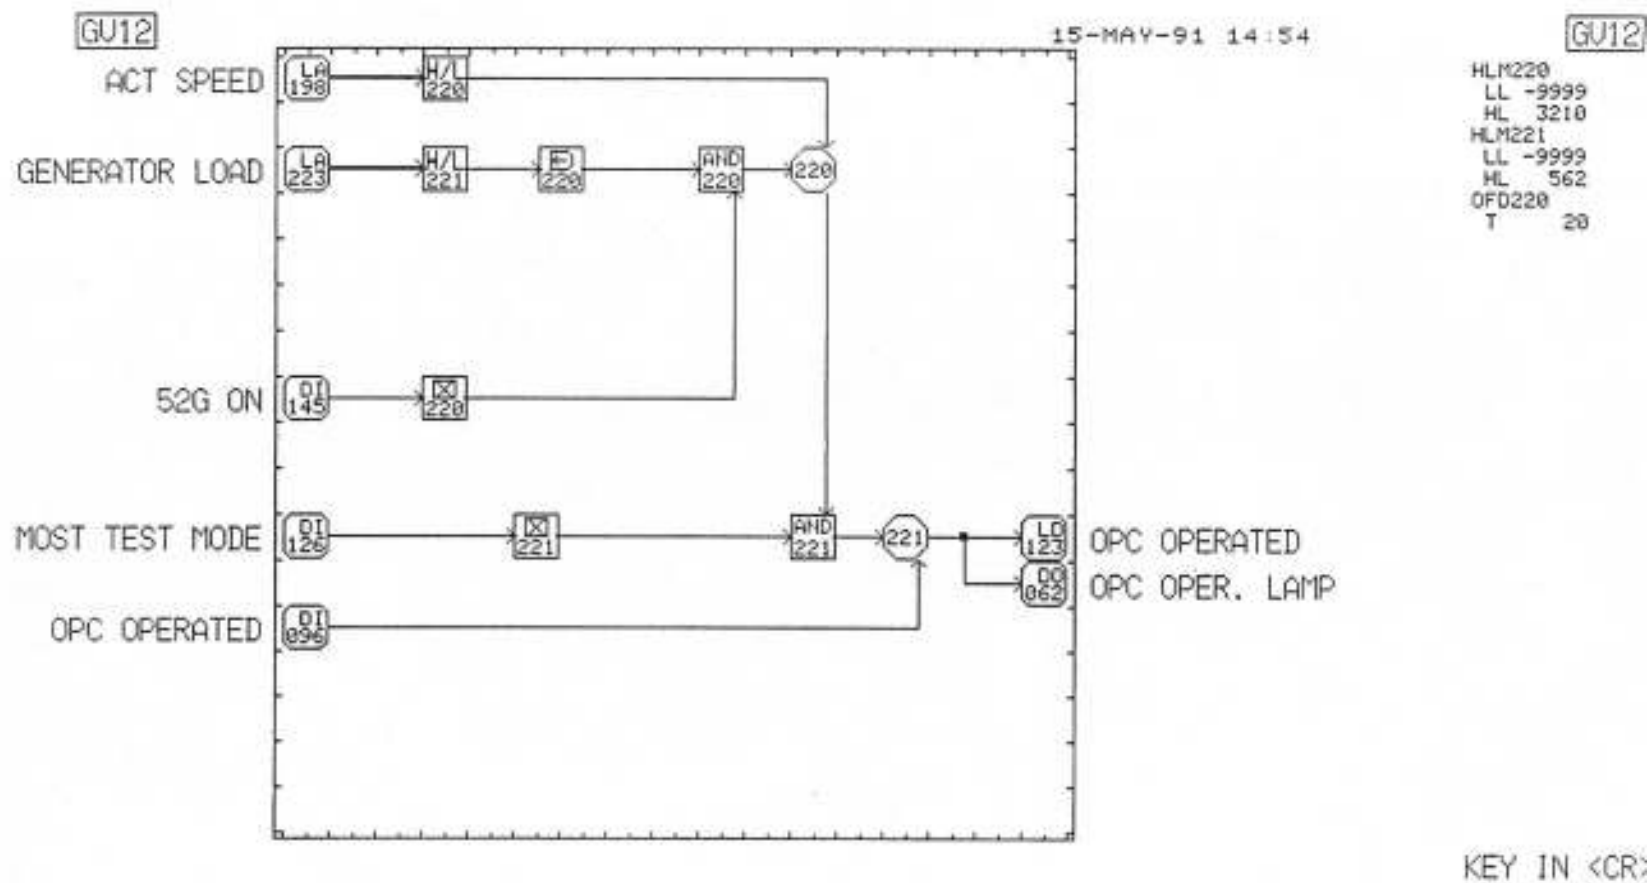 GV12
15-MAY-91 14:54
GV12
ACT SPEED
LA
198
H/L
220
GENERATOR LOAD
LA
223
H/L
221
220
AND
220
220
52G ON
DI
145
220
MOST TEST MODE
DI
126
221
AND
221
221
LD
123
OPC OPERATED
DO
062
OPC OPER. LAMP
OPC OPERATED
DI
096
HLM220
LL -9999
HL 3210
HLM221
LL -9999
HL 562
OFD220
T 20
KEY IN <CR>